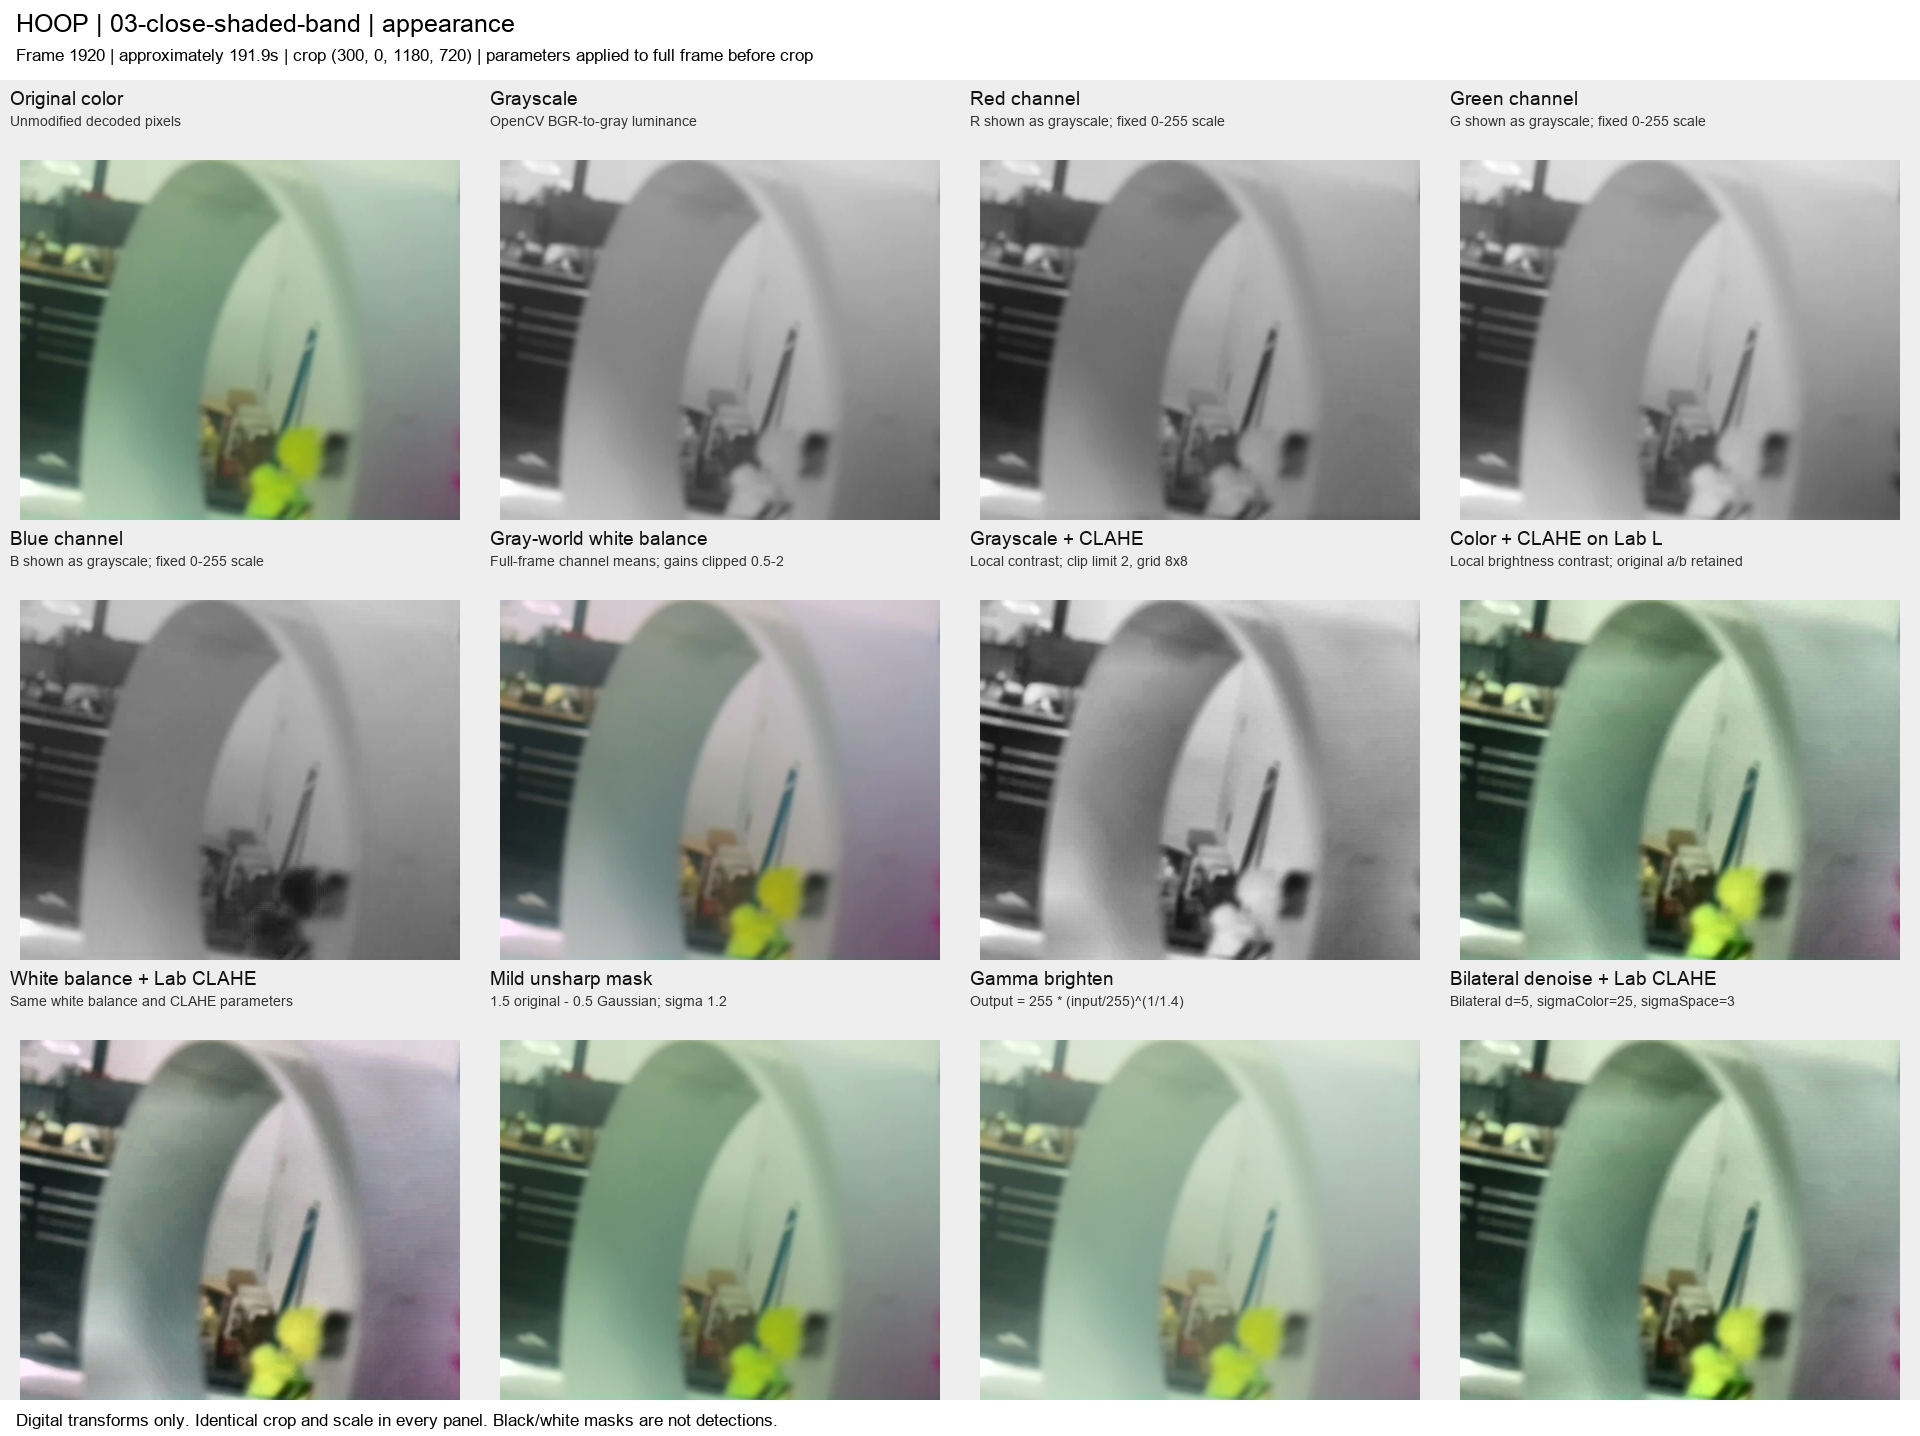 HOOP | 03-close-shaded-band | appearance
Frame 1920 | approximately 191.9s | crop (300, 0, 1180, 720) | parameters applied to full frame before crop
Original color
Unmodified decoded pixels
Grayscale
OpenCV BGR-to-gray luminance
Red channel
R shown as grayscale; fixed 0-255 scale
Green channel
G shown as grayscale; fixed 0-255 scale
Blue channel
B shown as grayscale; fixed 0-255 scale
Gray-world white balance
Full-frame channel means; gains clipped 0.5-2
Grayscale + CLAHE
Local contrast; clip limit 2, grid 8x8
Color + CLAHE on Lab L
Local brightness contrast; original a/b retained
White balance + Lab CLAHE
Same white balance and CLAHE parameters
Mild unsharp mask
1.5 original - 0.5 Gaussian; sigma 1.2
Gamma brighten
Output = 255 * (input/255)^(1/1.4)
Bilateral denoise + Lab CLAHE
Bilateral d=5, sigmaColor=25, sigmaSpace=3
Digital transforms only. Identical crop and scale in every panel. Black/white masks are not detections.